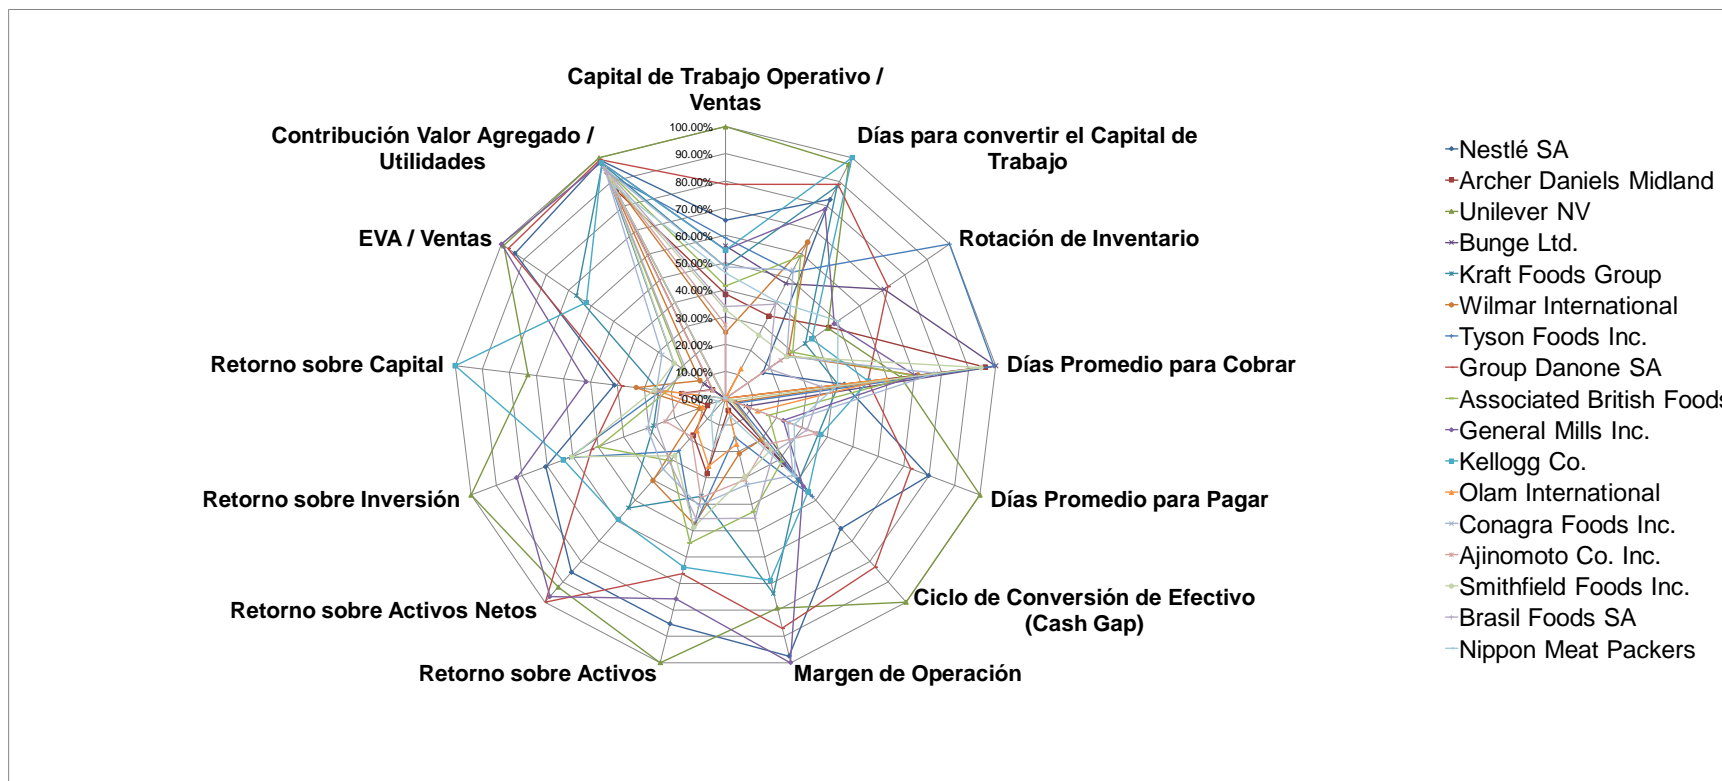 Capital de Trabajo Operativo /
Ventas
Contribución Valor Agregado /
Utilidades
Días para convertir el Capital de
Trabajo
EVA / Ventas
Rotación de Inventario
Retorno sobre Capital
Días Promedio para Cobrar
Retorno sobre Inversión
Días Promedio para Pagar
Retorno sobre Activos Netos
Ciclo de Conversión de Efectivo
(Cash Gap)
Retorno sobre Activos
Margen de Operación
100.00%
90.00%
80.00%
70.00%
60.00%
50.00%
40.00%
30.00%
20.00%
10.00%
0.00%
Nestlé SA
Archer Daniels Midland
Unilever NV
Bunge Ltd.
Kraft Foods Group
Wilmar International
Tyson Foods Inc.
Group Danone SA
Associated British Foods
General Mills Inc.
Kellogg Co.
Olam International
Conagra Foods Inc.
Ajinomoto Co. Inc.
Smithfield Foods Inc.
Brasil Foods SA
Nippon Meat Packers